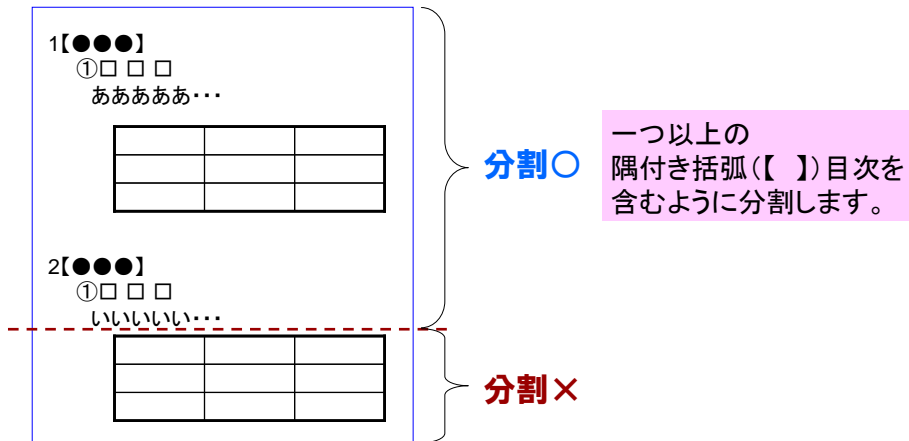 1【●●●】
①□ □ □
あああああ･･･
分割○
一つ以上の
隅付き括弧(【 】)目次を
含むように分割します。
2【●●●】
①□ □ □
いいいいい･･･
分割×